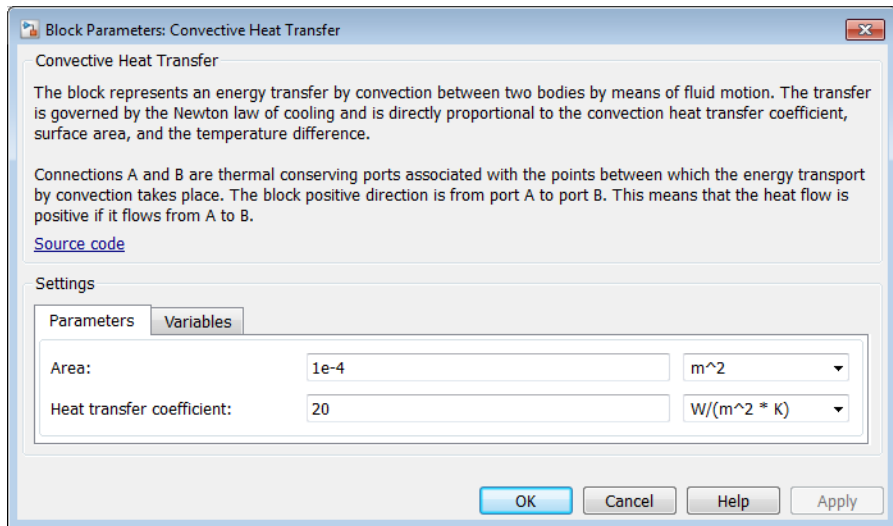 Block Parameters: Convective Heat Transfer
Convective Heat Transfer
The block represents an energy transfer by convection between two bodies by means of fluid motion. The transfer
is governed by the Newton law of cooling and is directly proportional to the convection heat transfer coefficient,
surface area, and the temperature difference.
Connections A and B are thermal conserving ports associated with the points between which the energy transport
by convection takes place. The block positive direction is from port A to port B. This means that the heat flow is
positive if it flows from A to B.
Source code
Settings
Parameters Variables
Area: 1e-4 m^2
Heat transfer coefficient: 20 W/(m^2 * K)
OK Cancel Help Apply